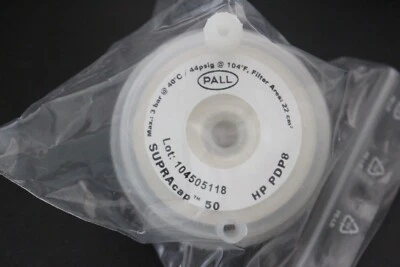 Max.: 3 bar @ 40°C / 44psig @ 104°F, Filter Area: 22 cm²
PALL
Lot: 104505118
SUPRAcap™ 50 HP PDP8